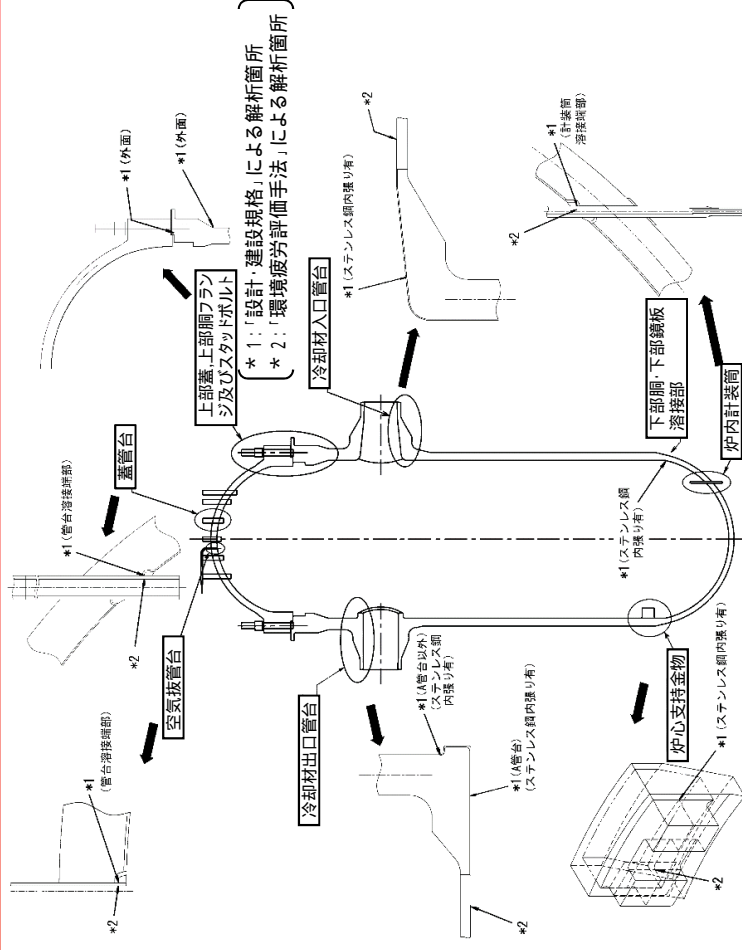 *1(外面)
*1(外面)
上部蓋,上部胴フラン
ジ及びスタッドボルト
*1:「設計・建設規格」による解析箇所
*2:「環境疲労評価手法」による解析箇所
蓋管台
*1(管台溶接端部)
*2
空気抜管台
*1
(管台溶接端部)
*2
冷却材入口管台
*1(ステンレス鋼内張り有)
*2
冷却材出口管台
*1(A管台以外)
(ステンレス鋼
内張り有)
*1(A管台)
(ステンレス鋼内張り有)
*2
下部胴・下部鏡板
溶接部
*1(ステンレス鋼
内張り有)
炉内計装筒
*1
(計装筒
溶接端部)
*2
炉心支持金物
*1(ステンレス鋼内張り有)
*2